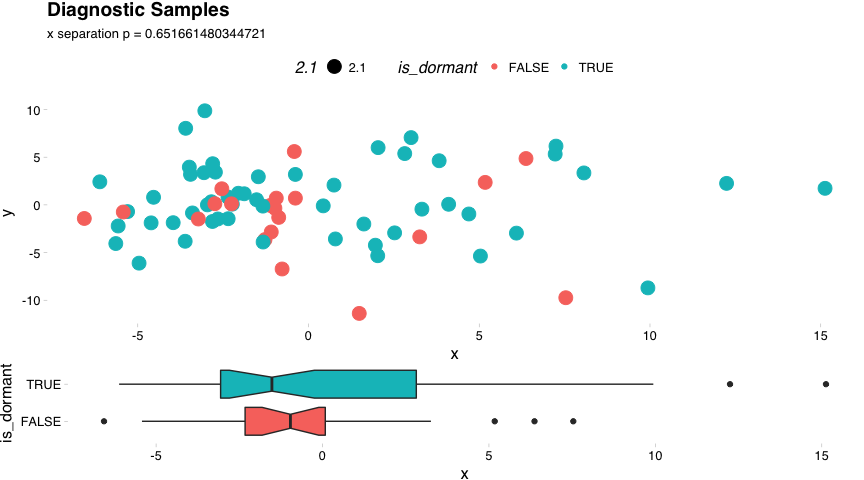 Diagnostic Samples
x separation p = 0.651661480344721
2.1 2.1 is_dormant FALSE TRUE
10
5
0
-5
-10
y
-5 0 5 10 15
x
is_dormant
TRUE
FALSE
-5 0 5 10 15
x